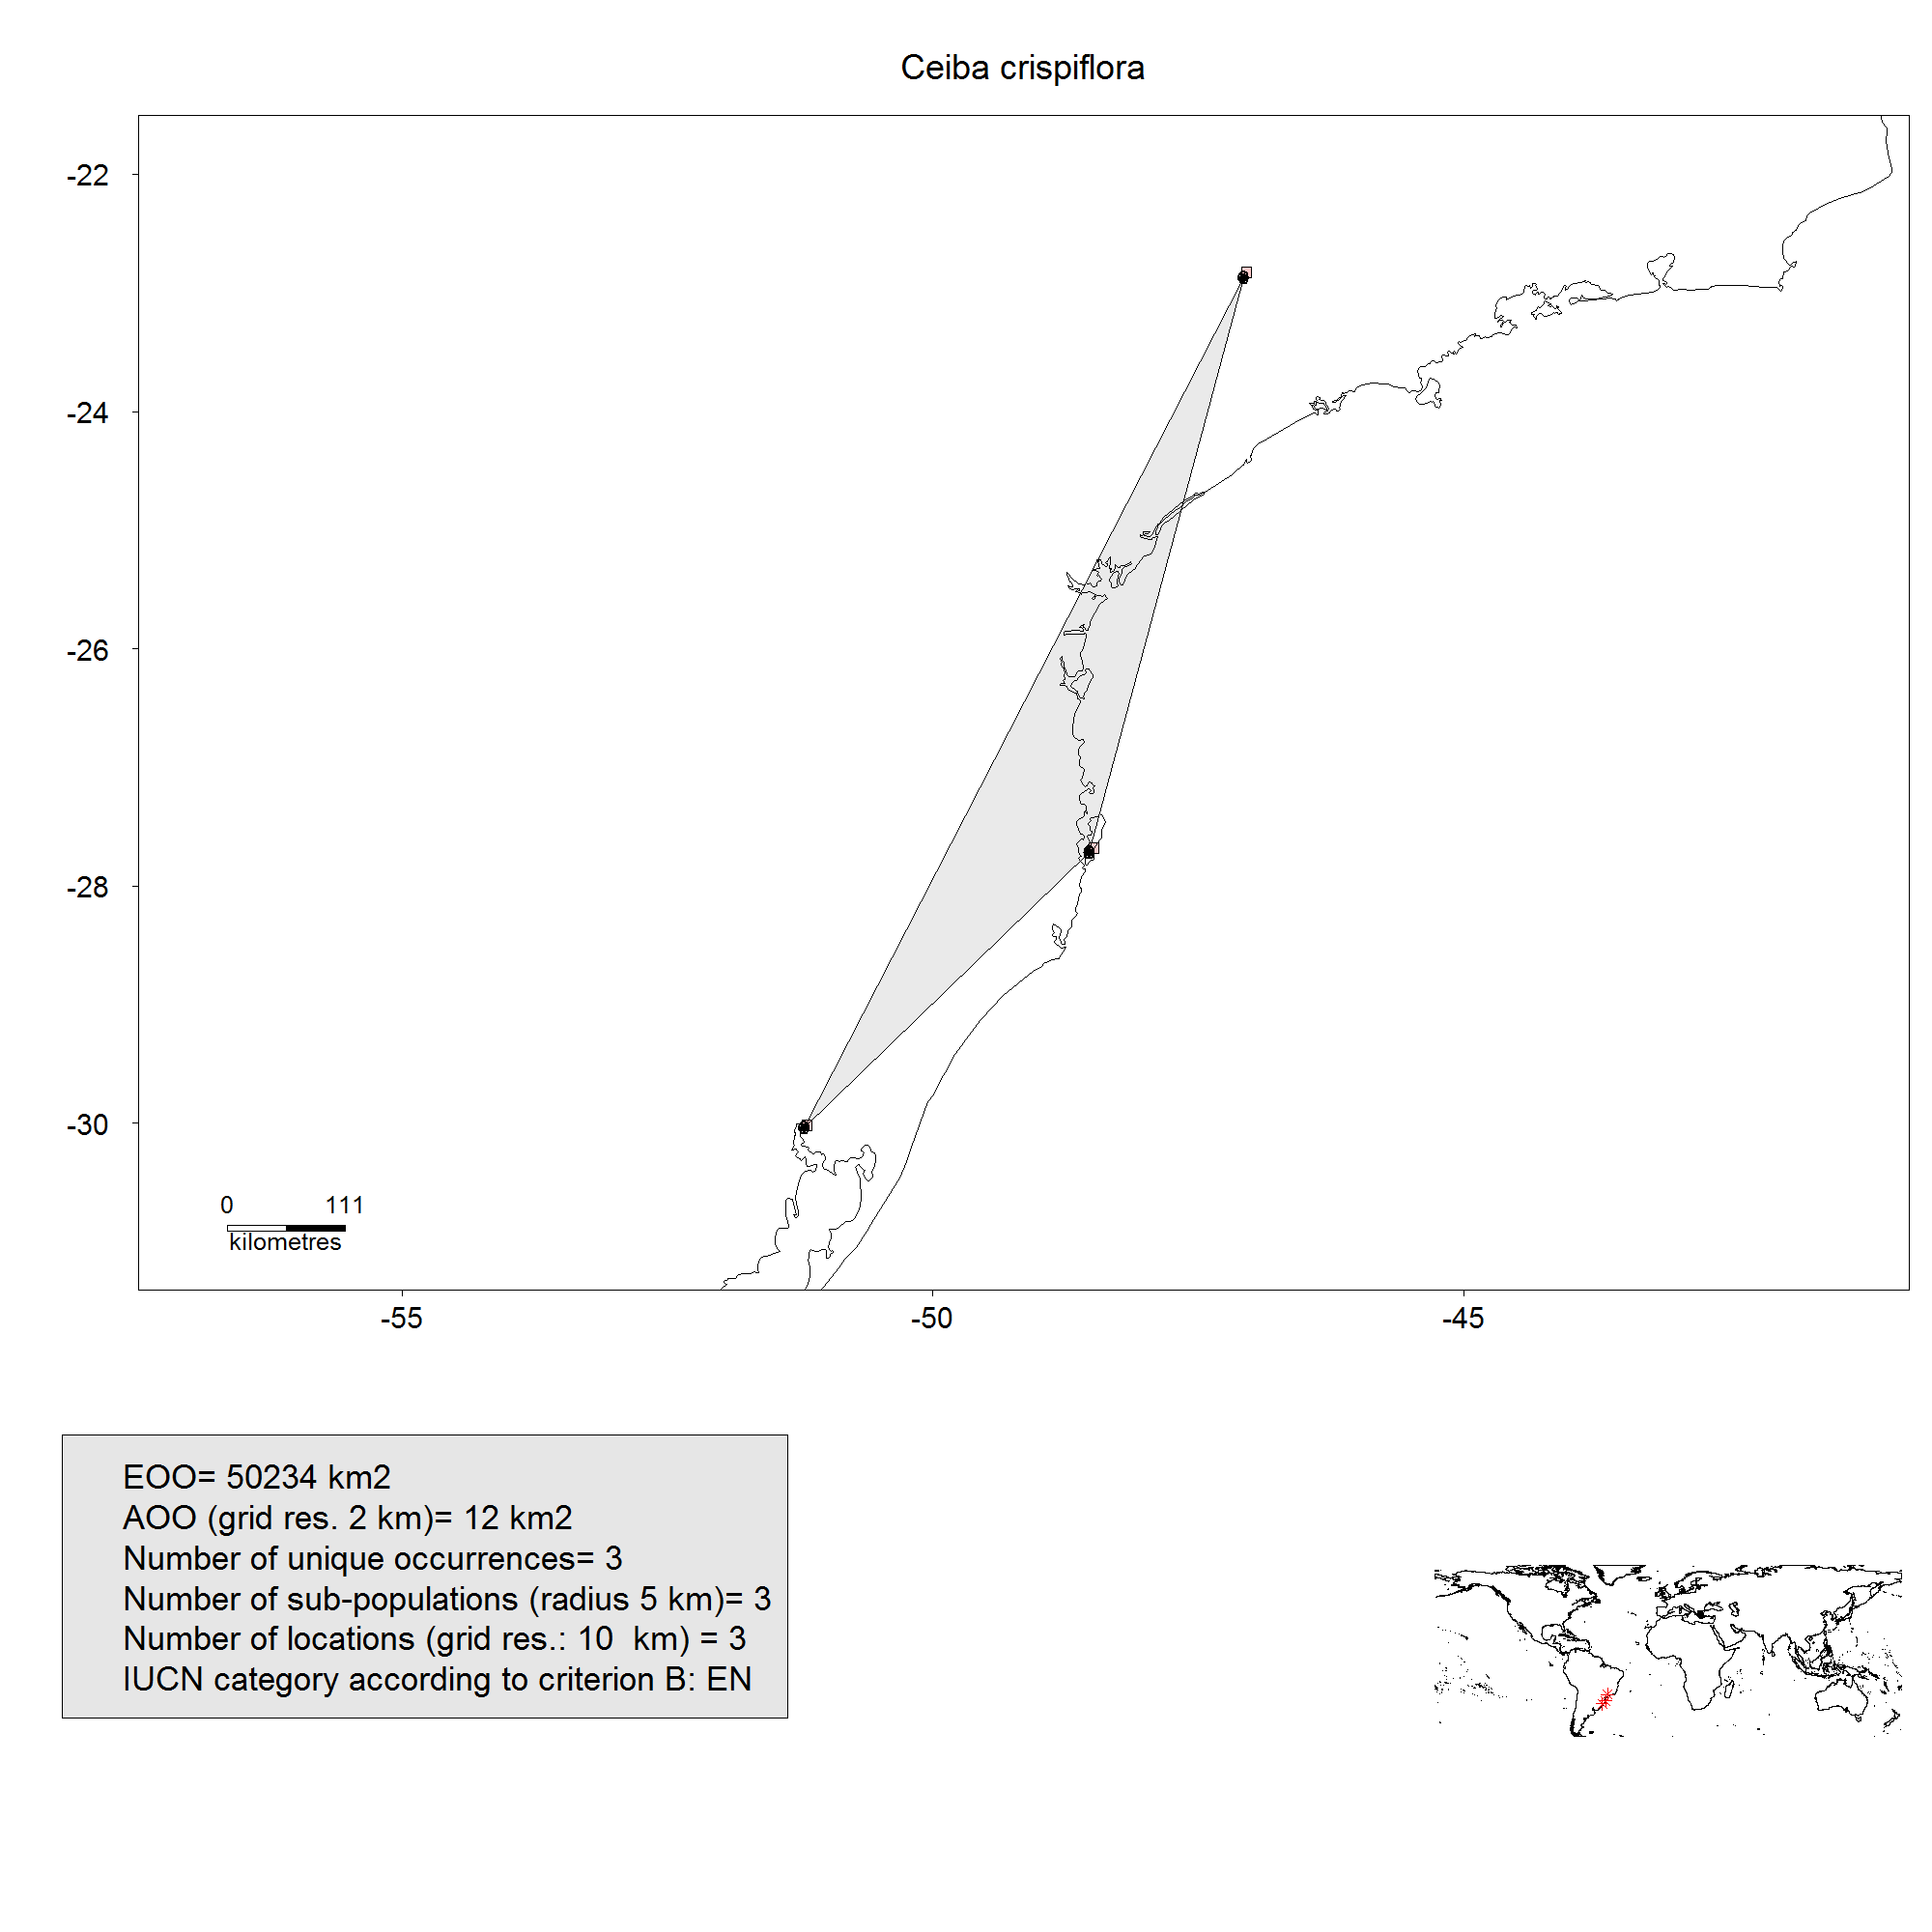 Ceiba crispiflora
-22
-24
-26
-28
-30
0 111
kilometres
-55 -50 -45
EOO= 50234 km2
AOO (grid res. 2 km)= 12 km2
Number of unique occurrences= 3
Number of sub-populations (radius 5 km)= 3
Number of locations (grid res.: 10  km) = 3
IUCN category according to criterion B: EN